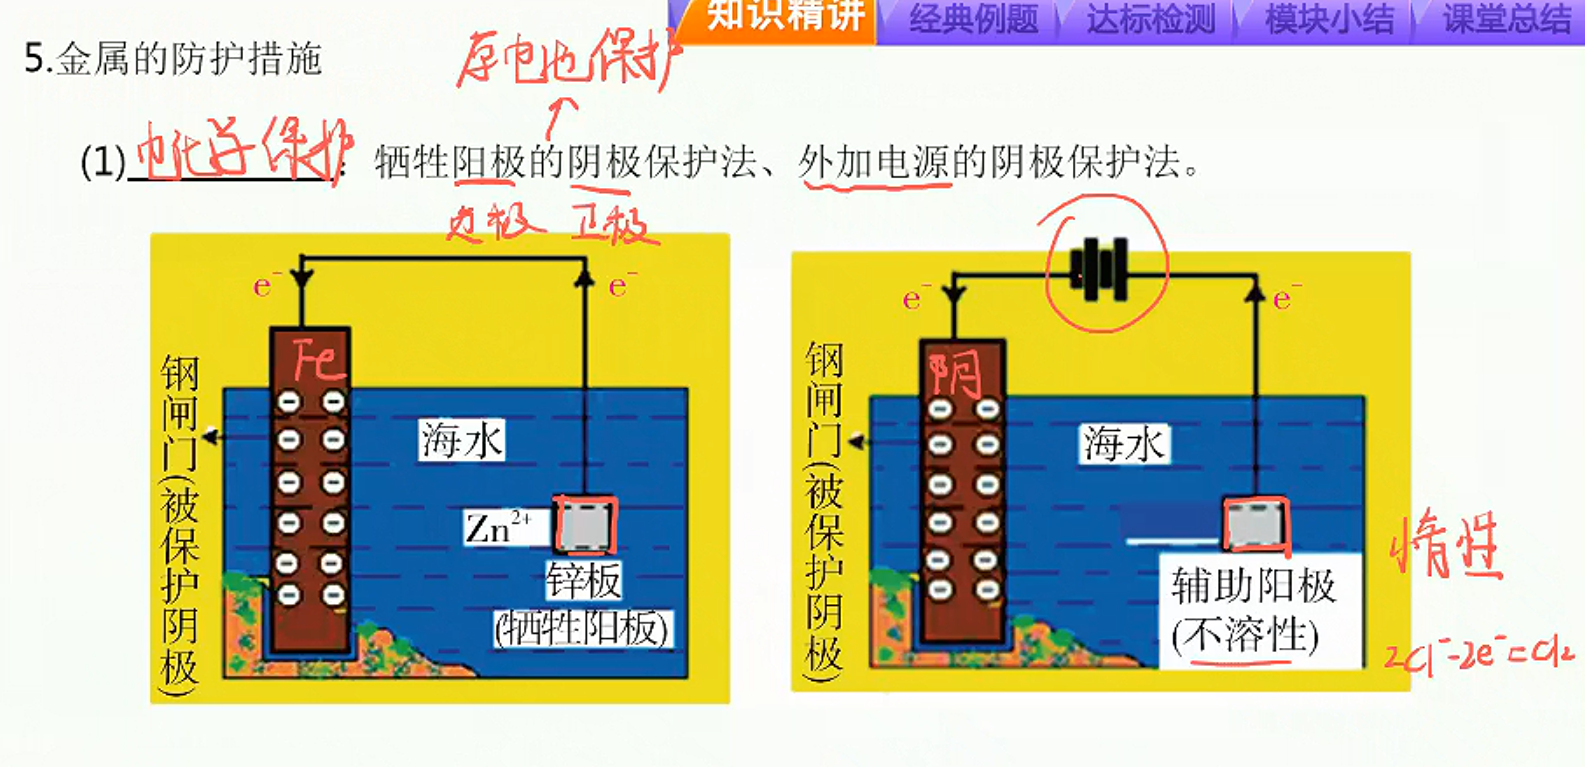 知识精讲 经典例题 达标检测 模块小结 课堂总结
5.金属的防护措施
原电池保护
(1)电化学保护：牺牲阳极的阴极保护法、外加电源的阴极保护法。
负极 正极
e⁻ e⁻
Fe
钢闸门(被保护阴极)
海水
Zn²⁺
锌板
(牺牲阳板)
e⁻ e⁻
阴
钢闸门(被保护阴极)
海水
辅助阳极
(不溶性)
惰性
2Cl⁻-2e⁻=Cl₂